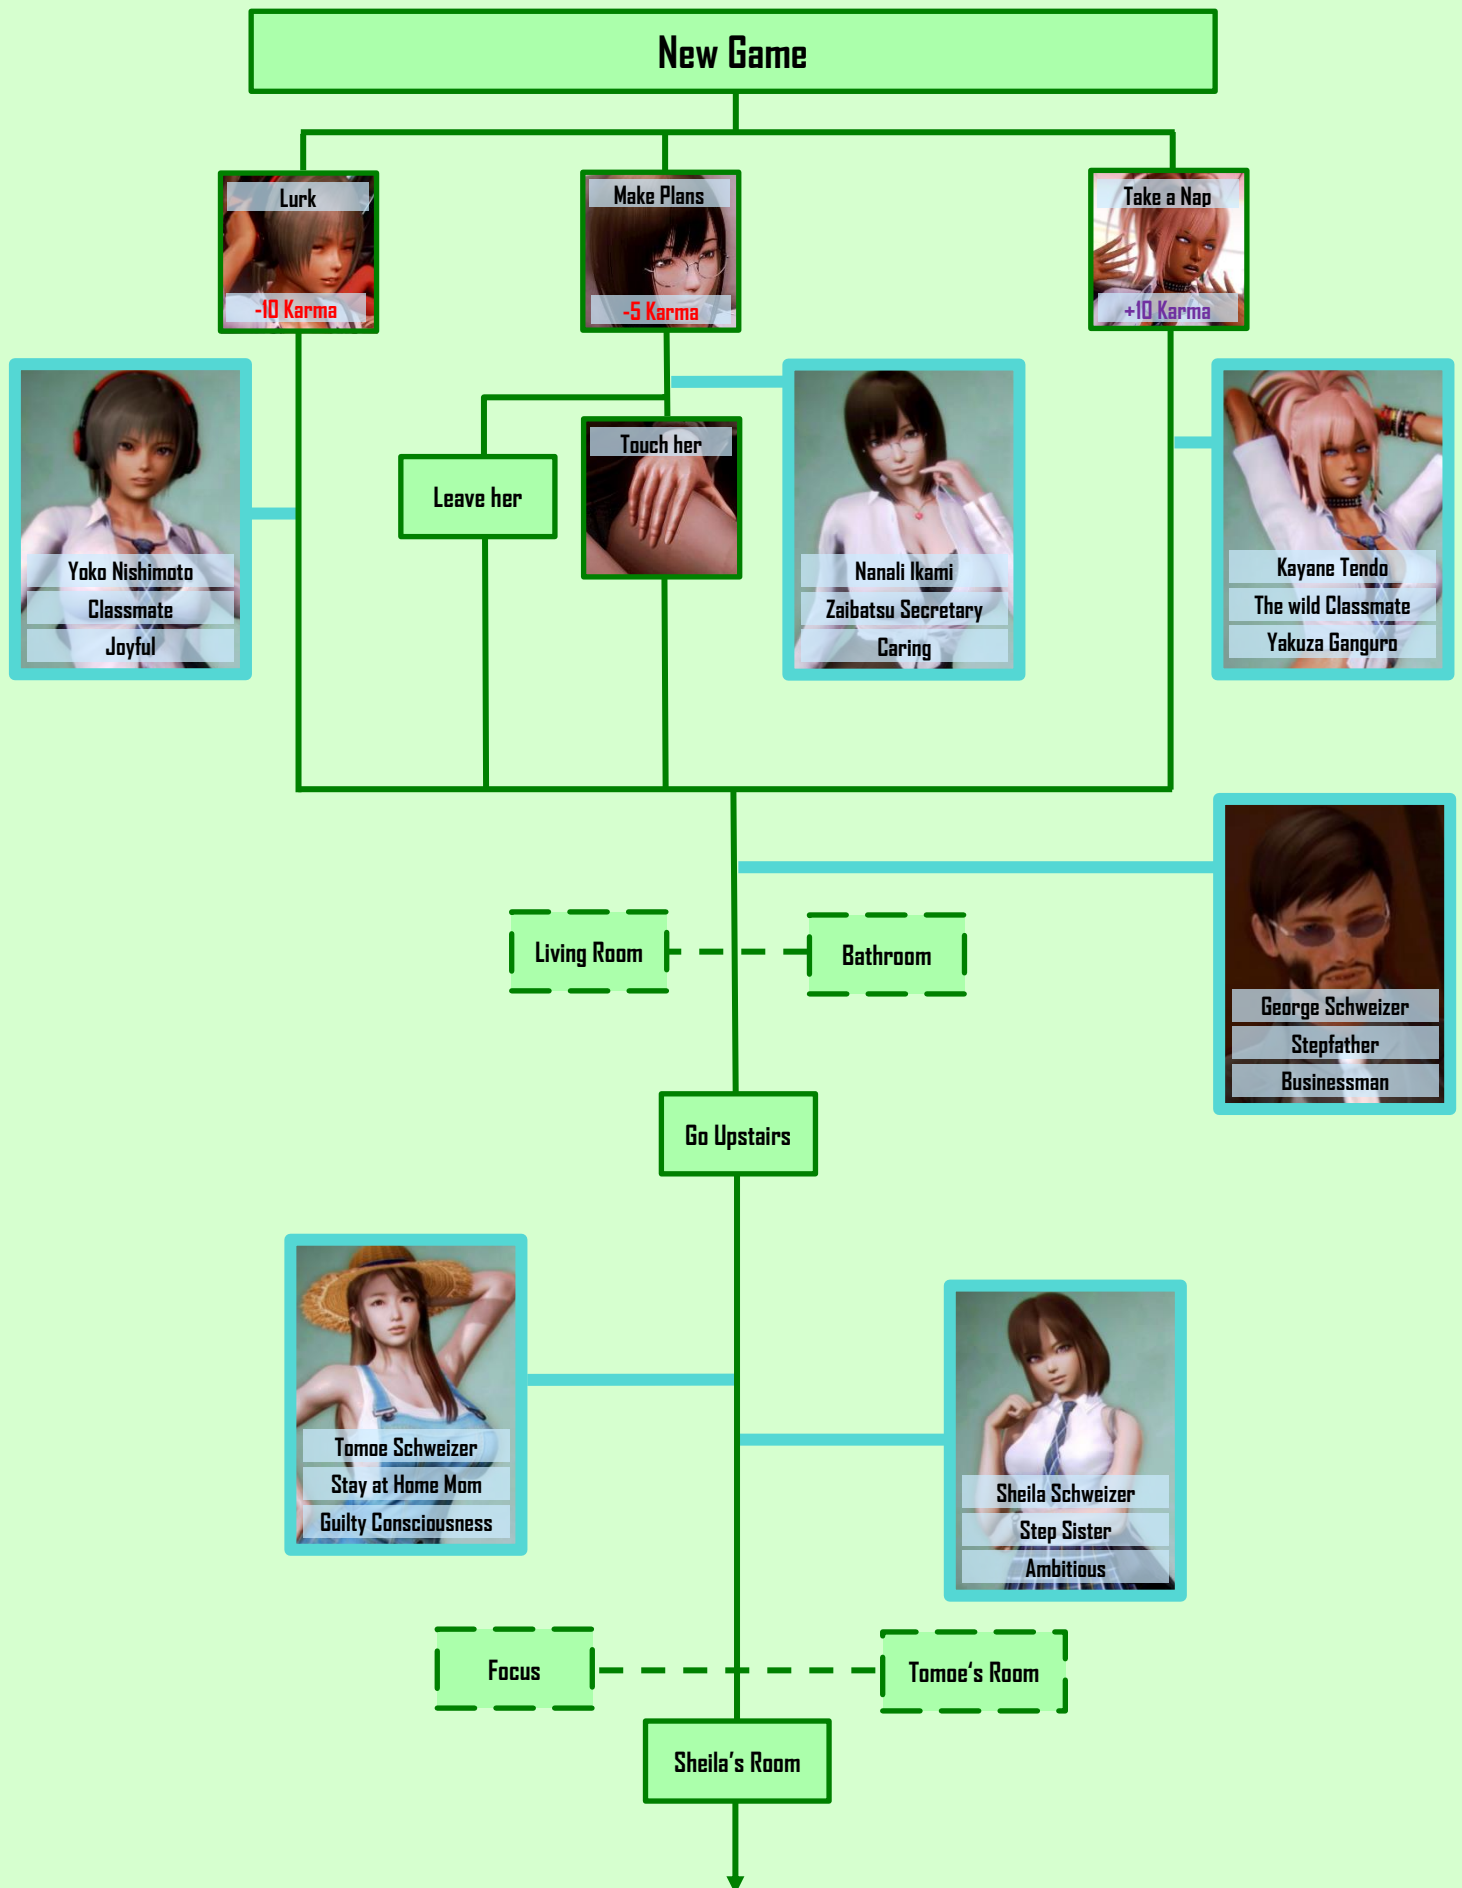 New Game
Lurk
-10 Karma
Make Plans
-5 Karma
Take a Nap
+10 Karma
Yoko Nishimoto
Classmate
Joyful
Leave her
Touch her
Nanali Ikami
Zaibatsu Secretary
Caring
Kayane Tendo
The wild Classmate
Yakuza Ganguro
Living Room
Bathroom
George Schweizer
Stepfather
Businessman
Go Upstairs
Tomoe Schweizer
Stay at Home Mom
Guilty Consciousness
Sheila Schweizer
Step Sister
Ambitious
Focus
Tomoe‘s Room
Sheila’s Room